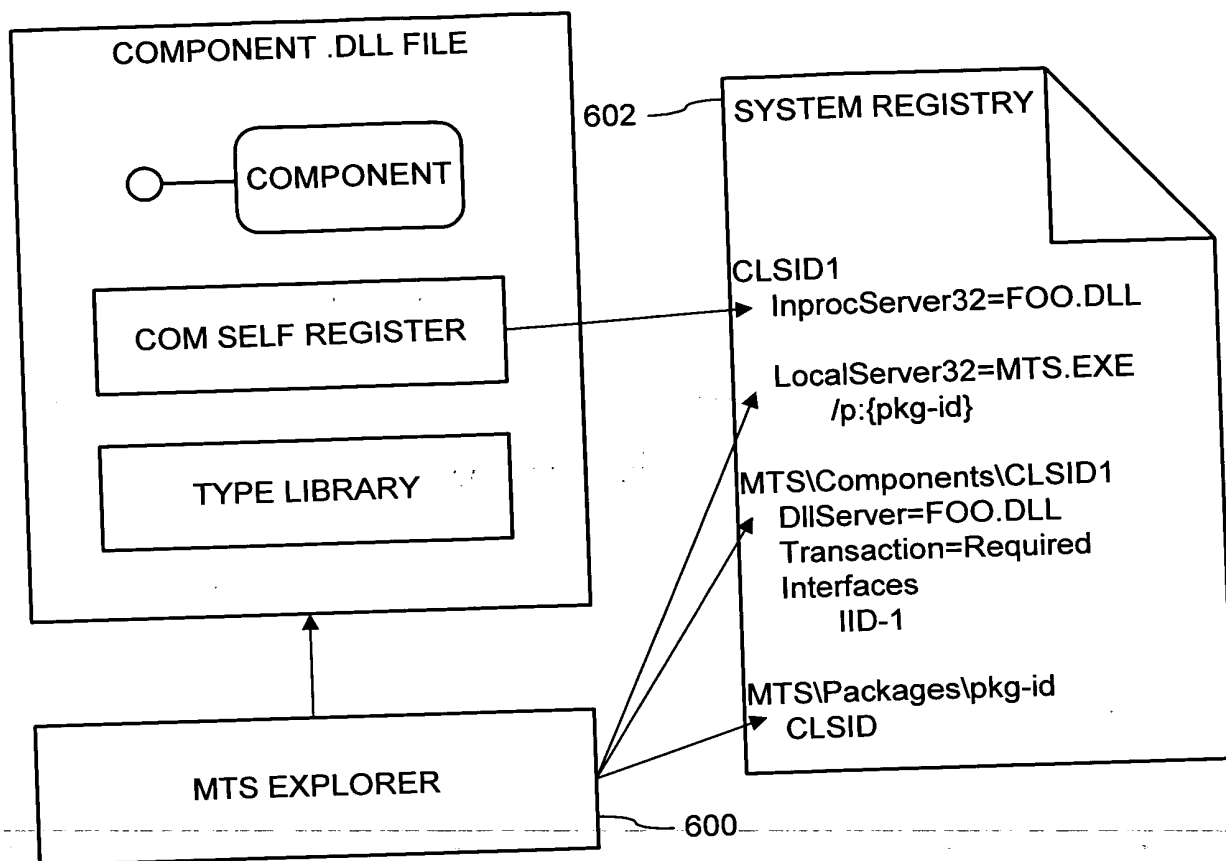 COMPONENT .DLL FILE
COMPONENT
COM SELF REGISTER
TYPE LIBRARY
MTS EXPLORER
600
602
SYSTEM REGISTRY
CLSID1
InprocServer32=FOO.DLL
LocalServer32=MTS.EXE
/p:{pkg-id}
MTS\Components\CLSID1
DllServer=FOO.DLL
Transaction=Required
Interfaces
IID-1
MTS\Packages\pkg-id
CLSID